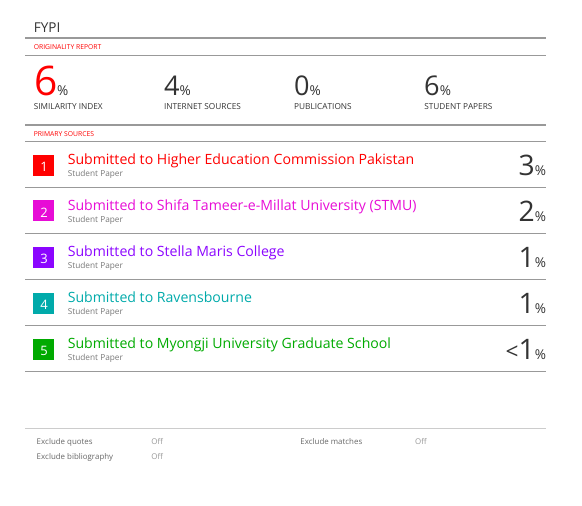 FYPI
ORIGINALITY REPORT
6% 4% 0% 6%
SIMILARITY INDEX INTERNET SOURCES PUBLICATIONS STUDENT PAPERS
PRIMARY SOURCES
1 Submitted to Higher Education Commission Pakistan 3%
Student Paper
2 Submitted to Shifa Tameer-e-Millat University (STMU) 2%
Student Paper
3 Submitted to Stella Maris College 1%
Student Paper
4 Submitted to Ravensbourne 1%
Student Paper
5 Submitted to Myongji University Graduate School <1%
Student Paper
Exclude quotes Off Exclude matches Off
Exclude bibliography Off